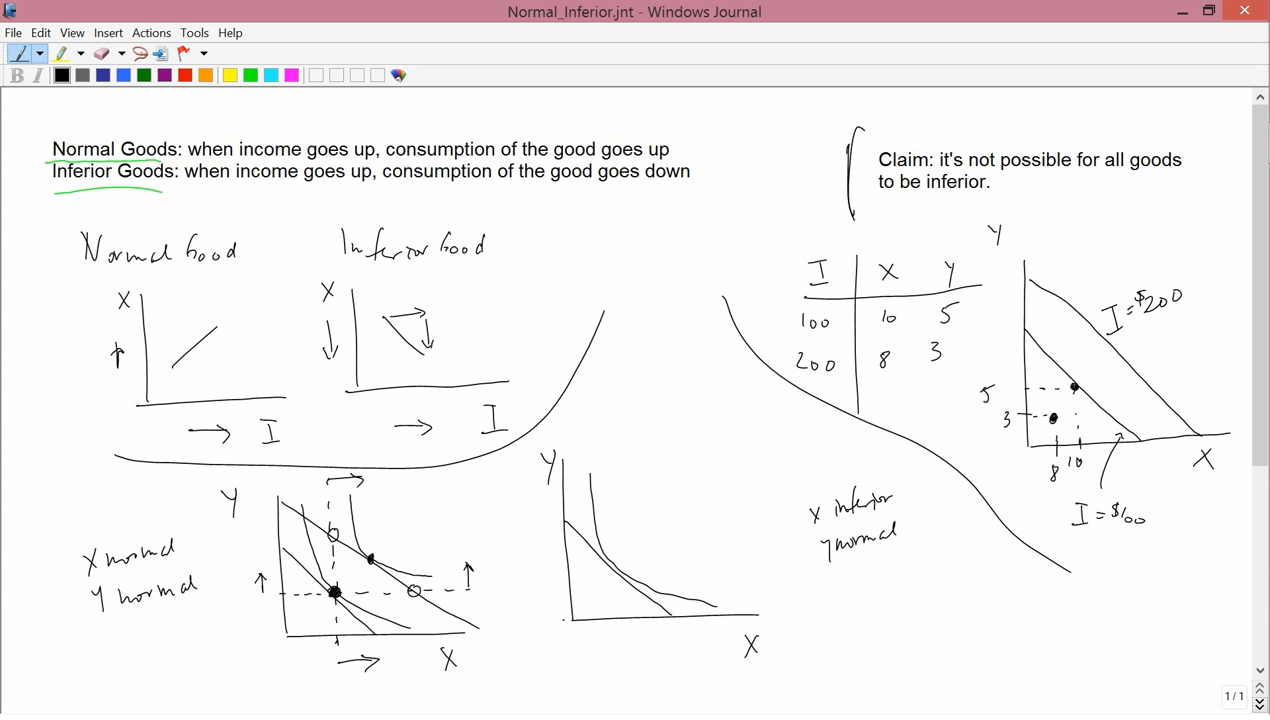 Normal_Inferior.jnt - Windows Journal
File Edit View Insert Actions Tools Help
B I
Normal Goods: when income goes up, consumption of the good goes up
Inferior Goods: when income goes up, consumption of the good goes down
Claim: it's not possible for all goods
to be inferior.
Normal Good
Inferior Good
X
I
X
I
I X Y
100 10 5
200 8 3
Y
I=$200
5
3
8 10
X
I=$100
Y
X normal
Y normal
X
Y
X
X inferior
Y normal
1 / 1